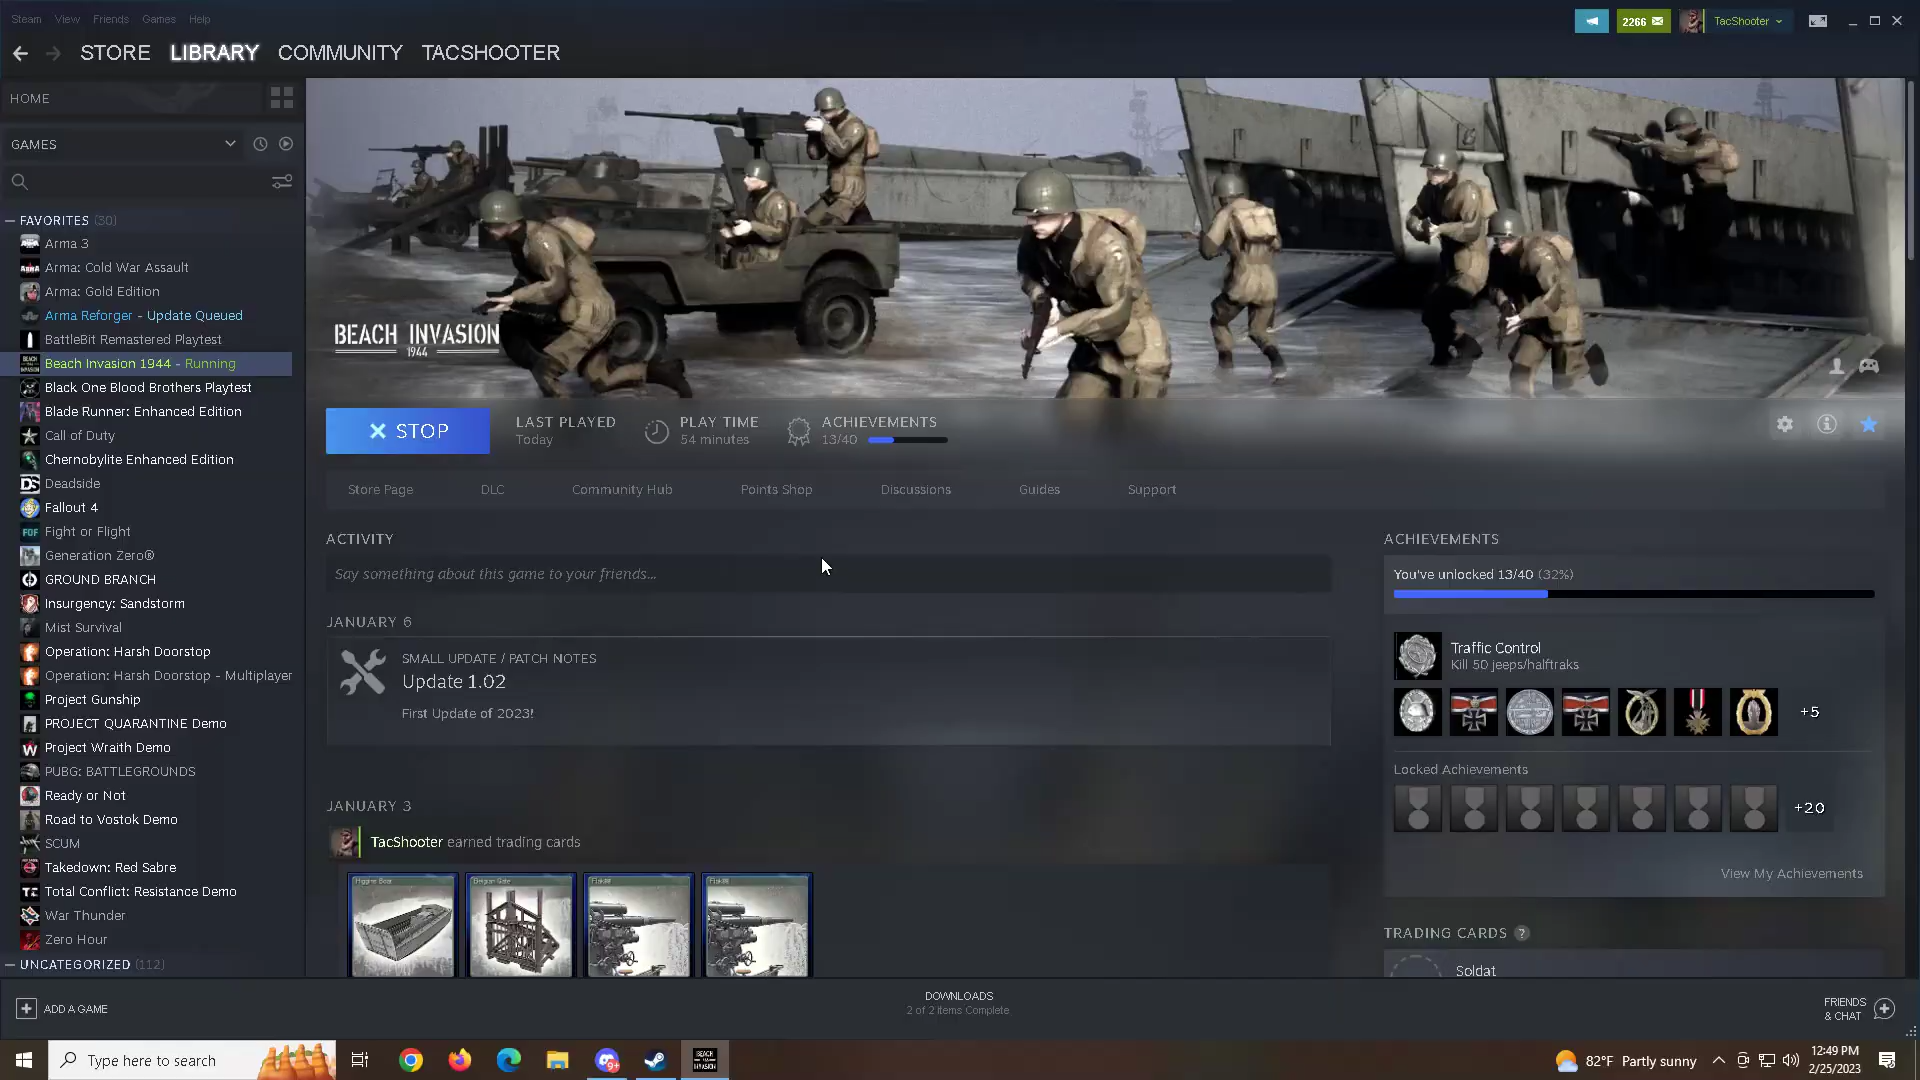 Steam View Friends Games Help
2266
TacShooter
STORE LIBRARY COMMUNITY TACSHOOTER
HOME
GAMES
FAVORITES (30)
Arma 3
Arma: Cold War Assault
Arma: Gold Edition
Arma Reforger - Update Queued
BattleBit Remastered Playtest
Beach Invasion 1944 - Running
Black One Blood Brothers Playtest
Blade Runner: Enhanced Edition
Call of Duty
Chernobylite Enhanced Edition
Deadside
Fallout 4
Fight or Flight
Generation Zero®
GROUND BRANCH
Insurgency: Sandstorm
Mist Survival
Operation: Harsh Doorstop
Operation: Harsh Doorstop - Multiplayer
Project Gunship
PROJECT QUARANTINE Demo
Project Wraith Demo
PUBG: BATTLEGROUNDS
Ready or Not
Road to Vostok Demo
SCUM
Takedown: Red Sabre
Total Conflict: Resistance Demo
War Thunder
Zero Hour
UNCATEGORIZED (112)
BEACH INVASION
1944
STOP
LAST PLAYED
Today
PLAY TIME
54 minutes
ACHIEVEMENTS
13/40
Store Page DLC Community Hub Points Shop Discussions Guides Support
ACTIVITY
Say something about this game to your friends...
JANUARY 6
SMALL UPDATE / PATCH NOTES
Update 1.02
First Update of 2023!
JANUARY 3
TacShooter earned trading cards
Higgins Boat
Belgian Gate
Flak88
Flak88
ACHIEVEMENTS
You've unlocked 13/40 (32%)
Traffic Control
Kill 50 jeeps/halftraks
+5
Locked Achievements
+20
View My Achievements
TRADING CARDS ?
Soldat
ADD A GAME
DOWNLOADS
2 of 2 Items Complete
FRIENDS
& CHAT
Type here to search
9+
BEACH
INVASION
82°F Partly sunny
12:49 PM
2/25/2023